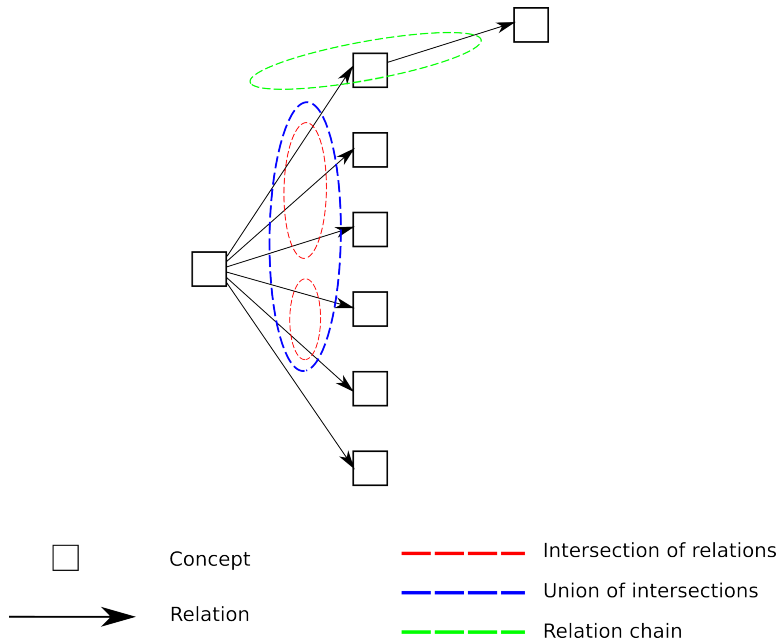 Concept
Relation
Intersection of relations
Union of intersections
Relation chain